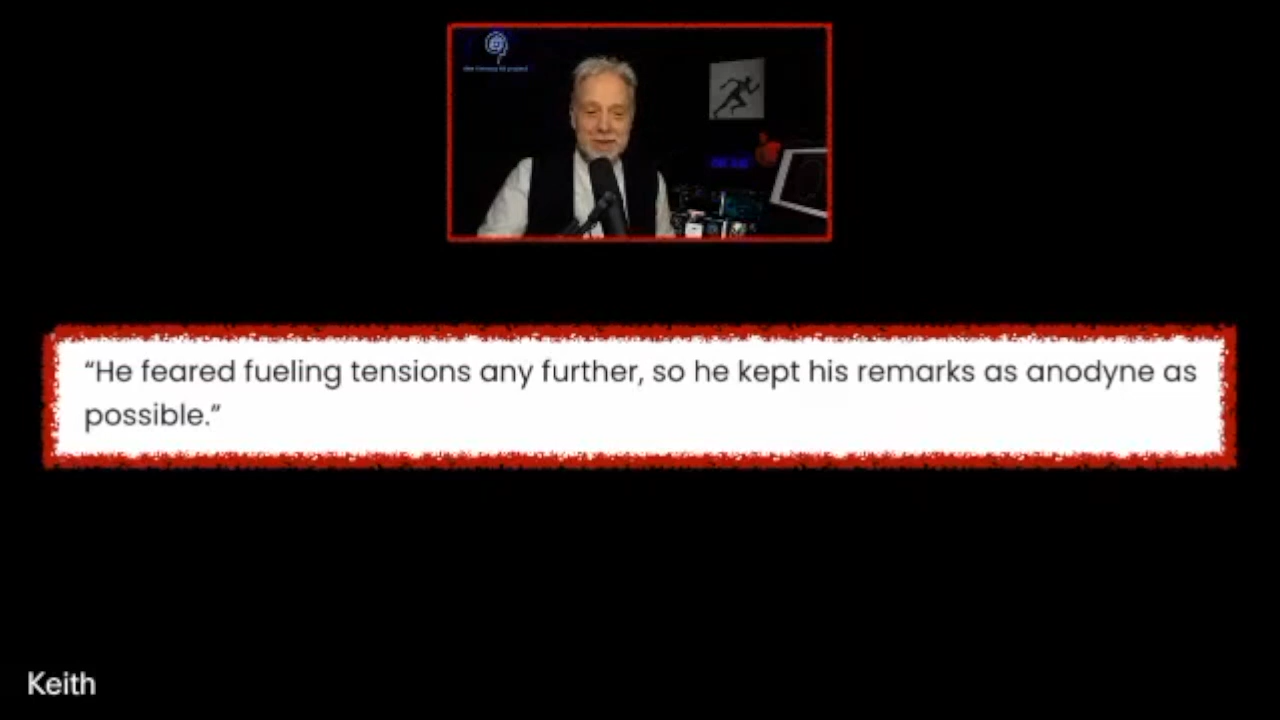 “He feared fueling tensions any further, so he kept his remarks as anodyne as
possible.”
Keith